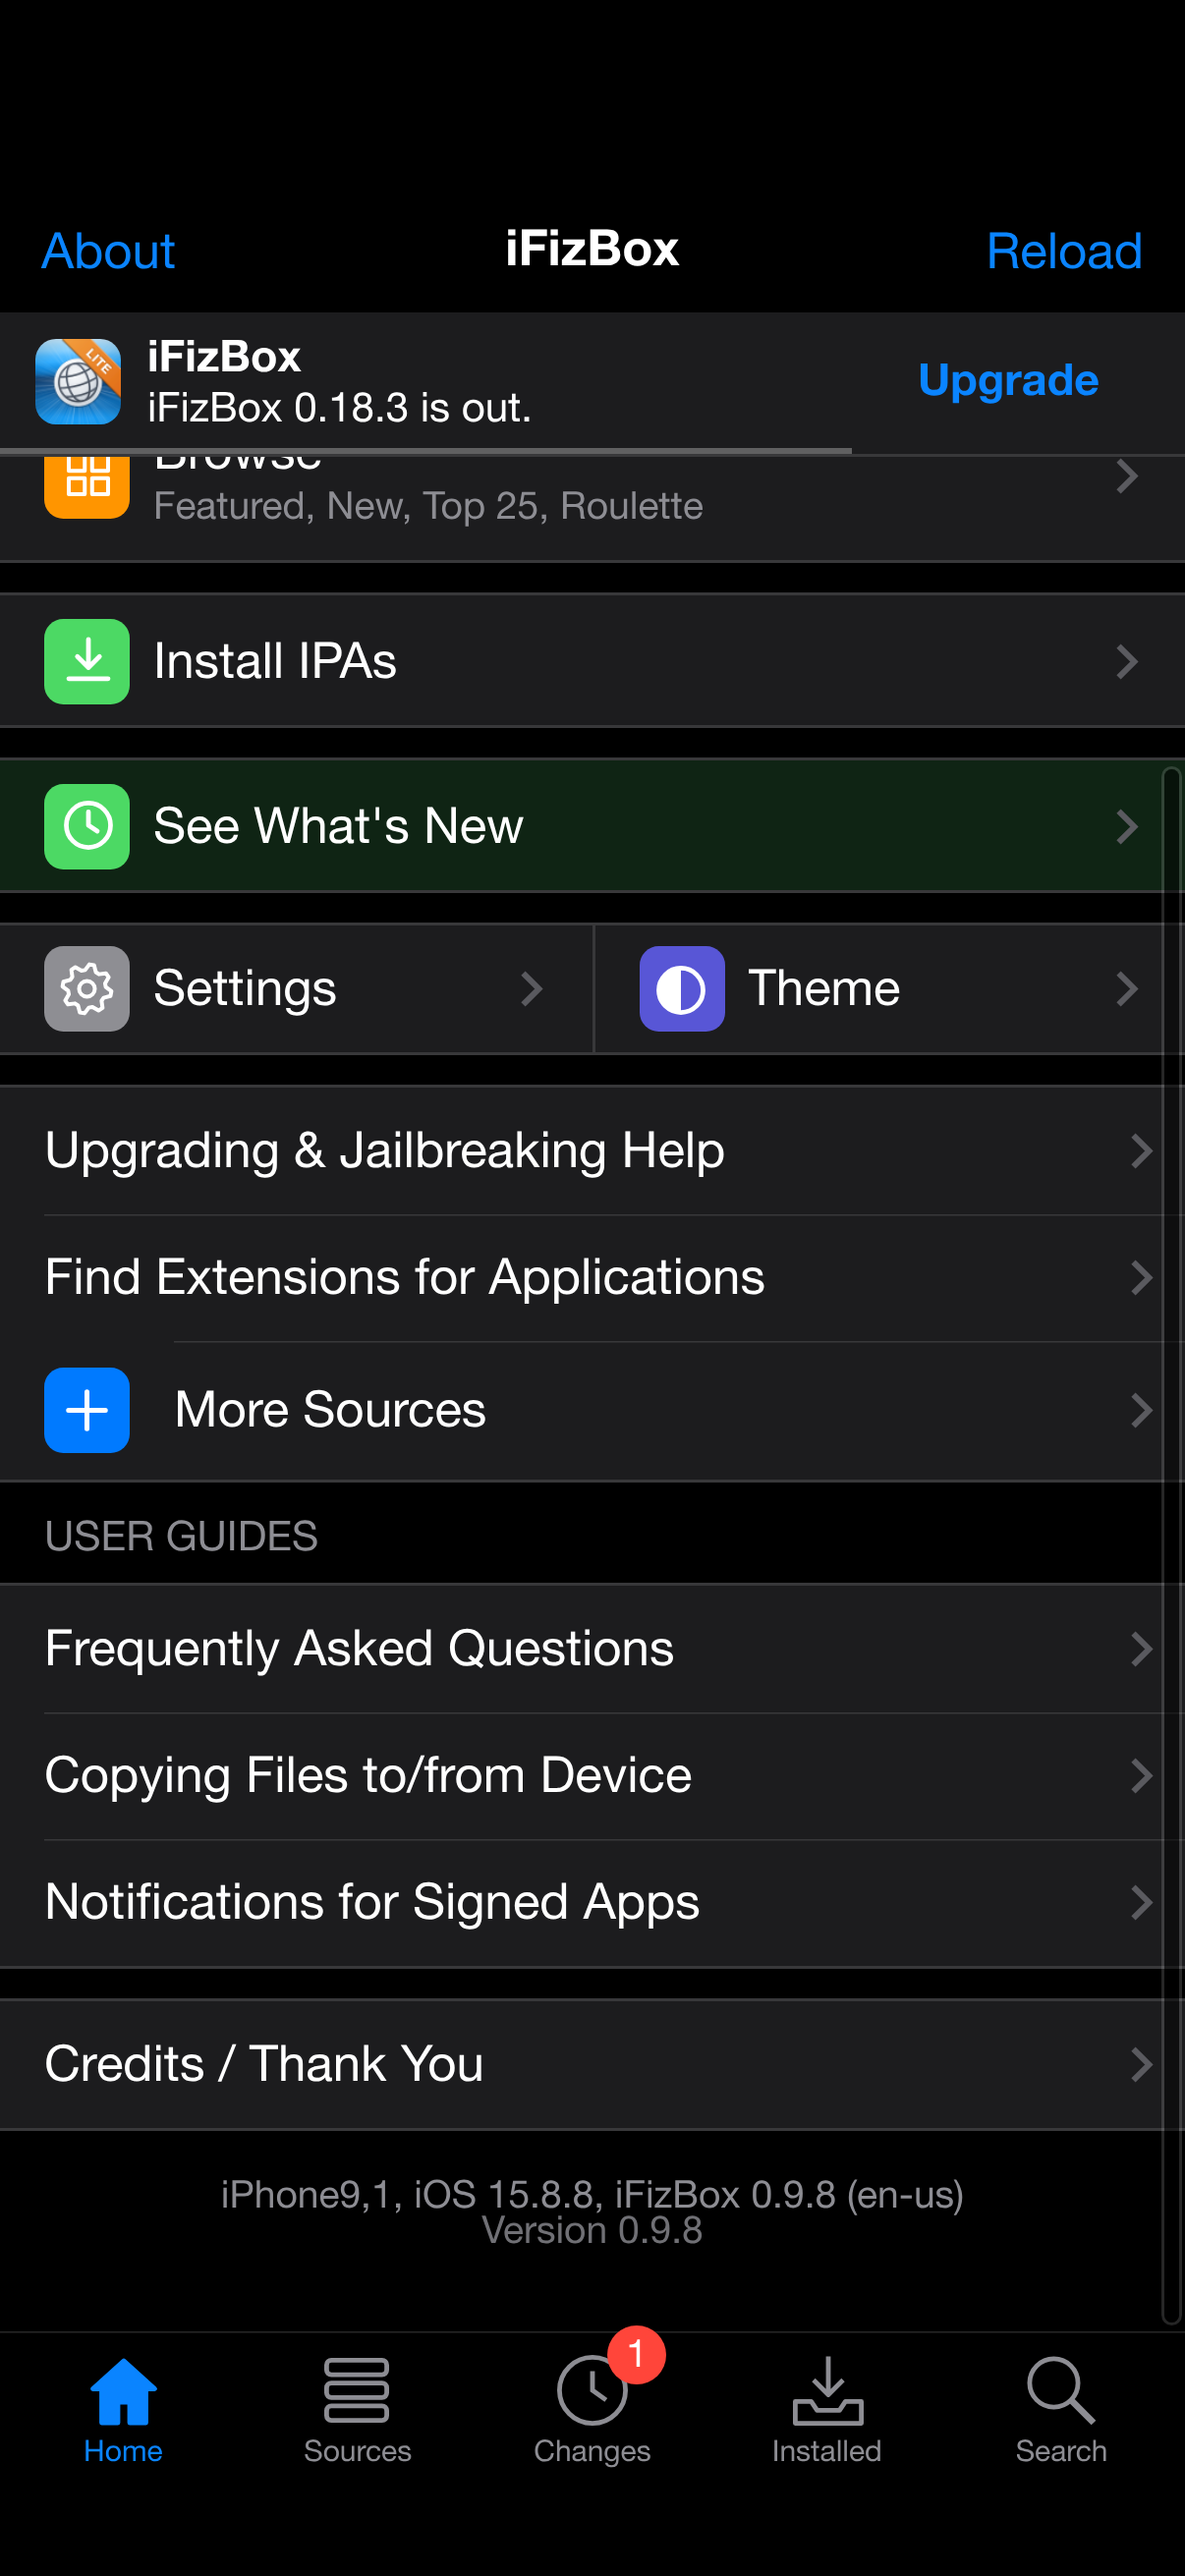 About
iFizBox
Reload
LITE
iFizBox
iFizBox 0.18.3 is out.
Upgrade
Browse
Featured, New, Top 25, Roulette
Install IPAs
See What's New
Settings
Theme
Upgrading & Jailbreaking Help
Find Extensions for Applications
More Sources
USER GUIDES
Frequently Asked Questions
Copying Files to/from Device
Notifications for Signed Apps
Credits / Thank You
iPhone9,1, iOS 15.8.8, iFizBox 0.9.8 (en-us)
Version 0.9.8
1
Home
Sources
Changes
Installed
Search